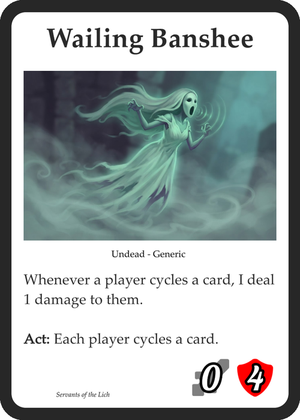 Wailing Banshee
Undead - Generic
Whenever a player cycles a card, I deal
1 damage to them.
Act: Each player cycles a card.
0 4
Servants of the Lich